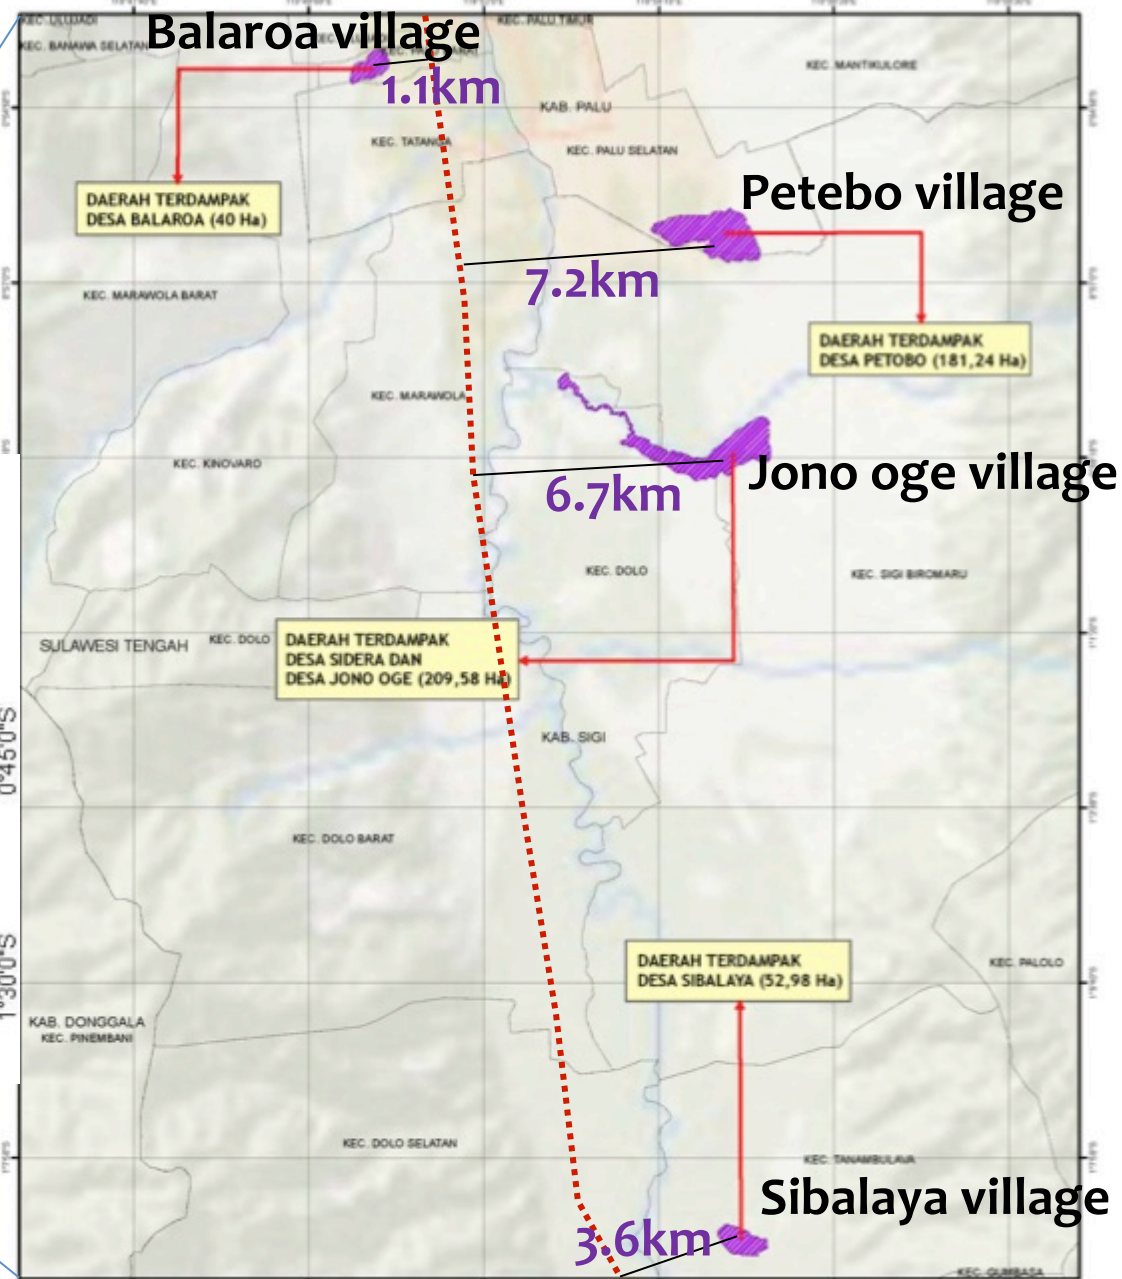 KEC. ULUJADI
KEC. PALU TIMUR
Balaroa village
KEC. BANAWA SELATAN
KEC. MANTIKULORE
1.1km
KAB. PALU
KEC. TATANGA
KEC. PALU SELATAN
DAERAH TERDAMPAK
DESA BALAROA (40 Ha)
Petebo village
7.2km
KEC. MARAWOLA BARAT
DAERAH TERDAMPAK
DESA PETOBO (181,24 Ha)
KEC. MARAWOLA
KEC. KINOVARO
Jono oge village
6.7km
KEC. DOLO
KEC. SIGI BIROMARU
SULAWESI TENGAH
KEC. DOLO
DAERAH TERDAMPAK
DESA SIDERA DAN
DESA JONO OGE (209,58 Ha)
0°45'0"S
KAB. SIGI
KEC. DOLO BARAT
1°30'0"S
DAERAH TERDAMPAK
DESA SIBALAYA (52,98 Ha)
KEC. PALOLO
KAB. DONGGALA
KEC. PINEMBANI
KEC. DOLO SELATAN
KEC. TANAMBULAVA
Sibalaya village
3.6km
KEC. GUMBASA